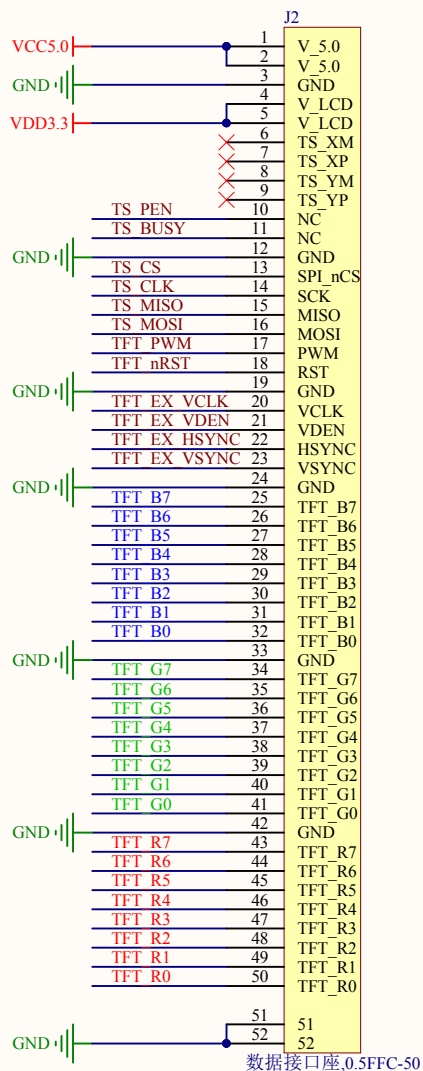 J2
VCC5.0 1 V_5.0
2 V_5.0
GND 3 GND
4 V_LCD
VDD3.3 5 V_LCD
6 TS_XM
7 TS_XP
8 TS_YM
9 TS_YP
TS_PEN 10 NC
TS_BUSY 11 NC
GND 12 GND
TS_CS 13 SPI_nCS
TS_CLK 14 SCK
TS_MISO 15 MISO
TS_MOSI 16 MOSI
TFT_PWM 17 PWM
TFT_nRST 18 RST
GND 19 GND
TFT_EX_VCLK 20 VCLK
TFT_EX_VDEN 21 VDEN
TFT_EX_HSYNC 22 HSYNC
TFT_EX_VSYNC 23 VSYNC
GND 24 GND
TFT_B7 25 TFT_B7
TFT_B6 26 TFT_B6
TFT_B5 27 TFT_B5
TFT_B4 28 TFT_B4
TFT_B3 29 TFT_B3
TFT_B2 30 TFT_B2
TFT_B1 31 TFT_B1
TFT_B0 32 TFT_B0
GND 33 GND
TFT_G7 34 TFT_G7
TFT_G6 35 TFT_G6
TFT_G5 36 TFT_G5
TFT_G4 37 TFT_G4
TFT_G3 38 TFT_G3
TFT_G2 39 TFT_G2
TFT_G1 40 TFT_G1
TFT_G0 41 TFT_G0
GND 42 GND
TFT_R7 43 TFT_R7
TFT_R6 44 TFT_R6
TFT_R5 45 TFT_R5
TFT_R4 46 TFT_R4
TFT_R3 47 TFT_R3
TFT_R2 48 TFT_R2
TFT_R1 49 TFT_R1
TFT_R0 50 TFT_R0
51 51
GND 52 52
数据接口座,0.5FFC-50